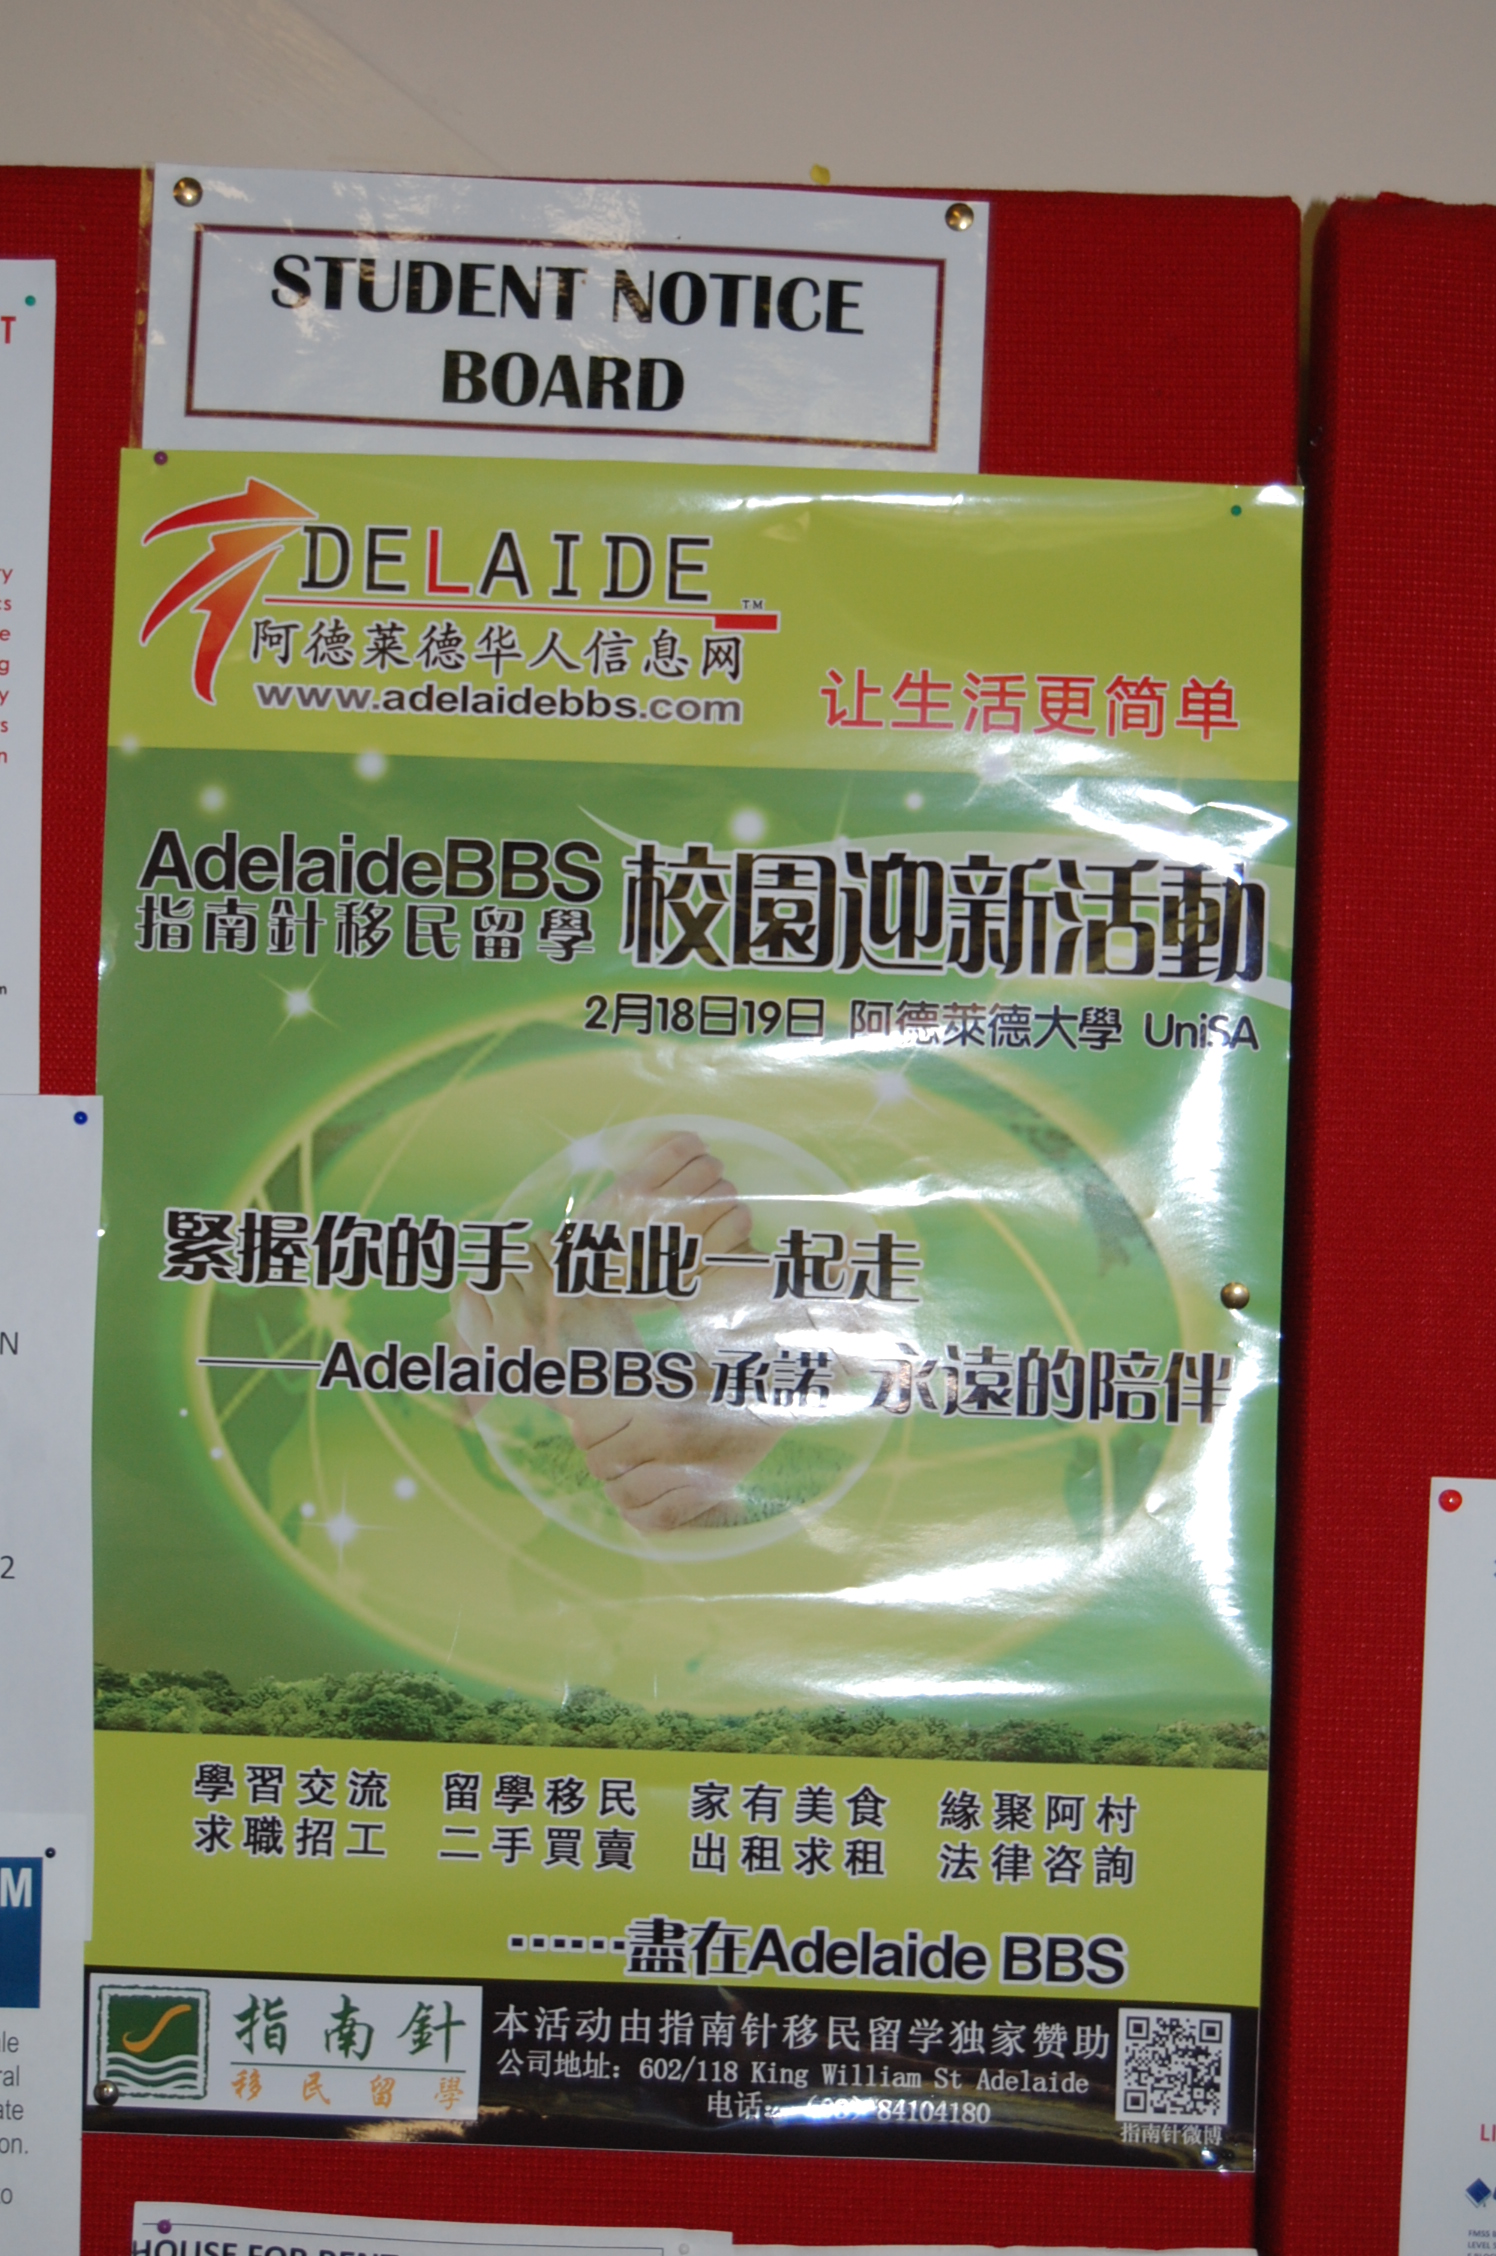 STUDENT NOTICE
BOARD
ADELAIDE™
阿德莱德华人信息网
www.adelaidebbs.com
让生活更简单
AdelaideBBS
指南針移民留學
校園迎新活動
2月18日19日 阿德萊德大學 UniSA
緊握你的手 從此一起走
——AdelaideBBS 承諾 永遠的陪伴
學習交流 留學移民 家有美食 緣聚阿村
求職招工 二手買賣 出租求租 法律咨詢
······盡在Adelaide BBS
指南針
移民留學
本活动由指南针移民留学独家赞助
公司地址: 602/118 King William St Adelaide
电话: 84104180
指南针微博
HOUSE FOR RENT